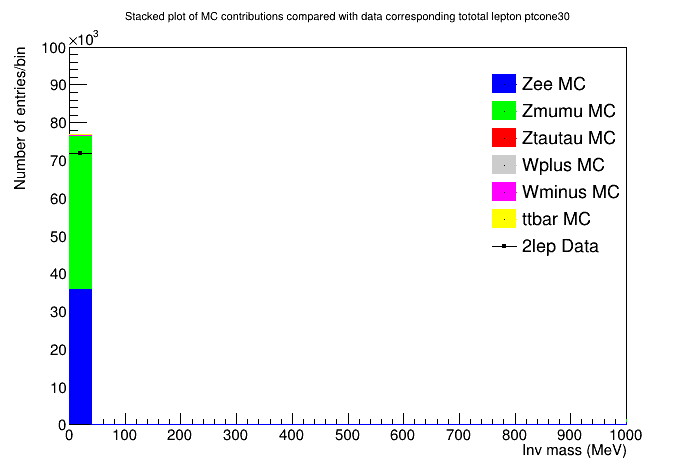 Stacked plot of MC contributions compared with data corresponding tototal lepton ptcone30
×10³
Number of entries/bin
100
90
80
70
60
50
40
30
20
10
0
Zee MC
Zmumu MC
Ztautau MC
Wplus MC
Wminus MC
ttbar MC
2lep Data
0 100 200 300 400 500 600 700 800 900 1000
Inv mass (MeV)